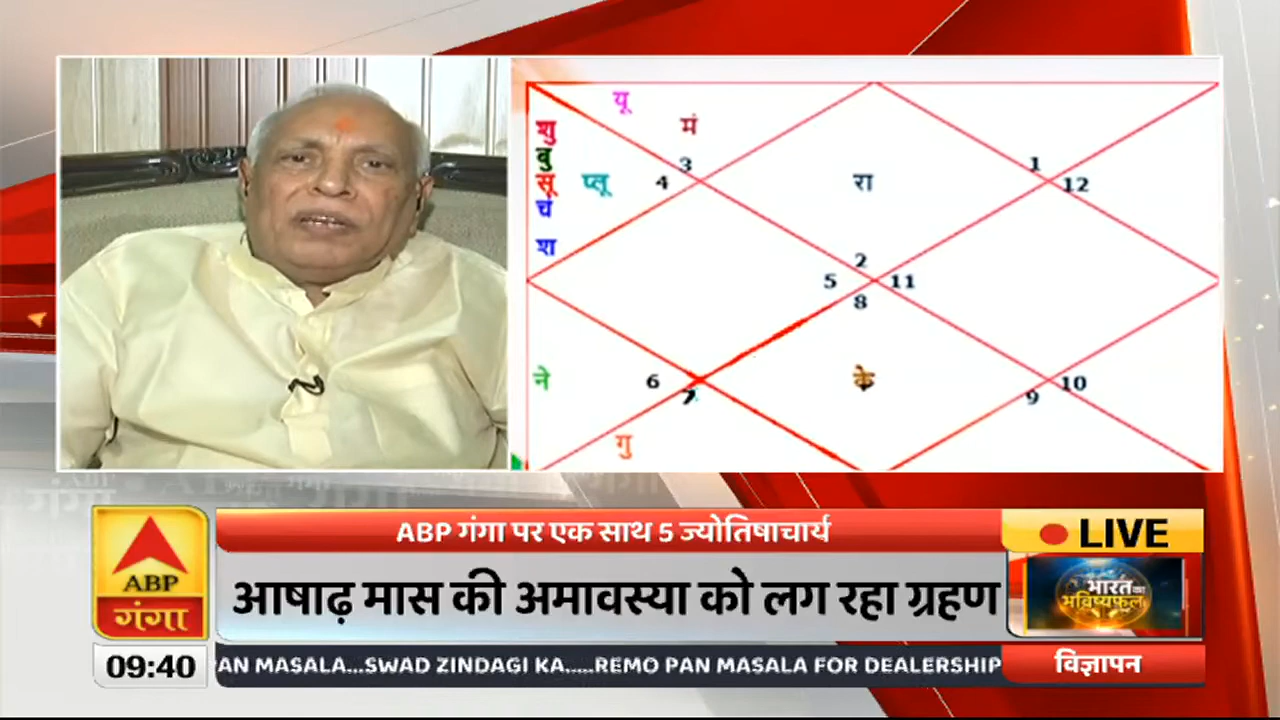 यू
शु
मं
बु
3
1
सू
प्लू
4
रा
12
चं
श
2
5
11
8
ने
6
के
10
7
9
गु
ABP गंगा पर एक साथ 5 ज्योतिषाचार्य
LIVE
ABP
गंगा
आषाढ़ मास की अमावस्या को लग रहा ग्रहण
भारत का
भविष्यफल
09:40
PAN MASALA...SWAD ZINDAGI KA.....REMO PAN MASALA FOR DEALERSHIP
विज्ञापन